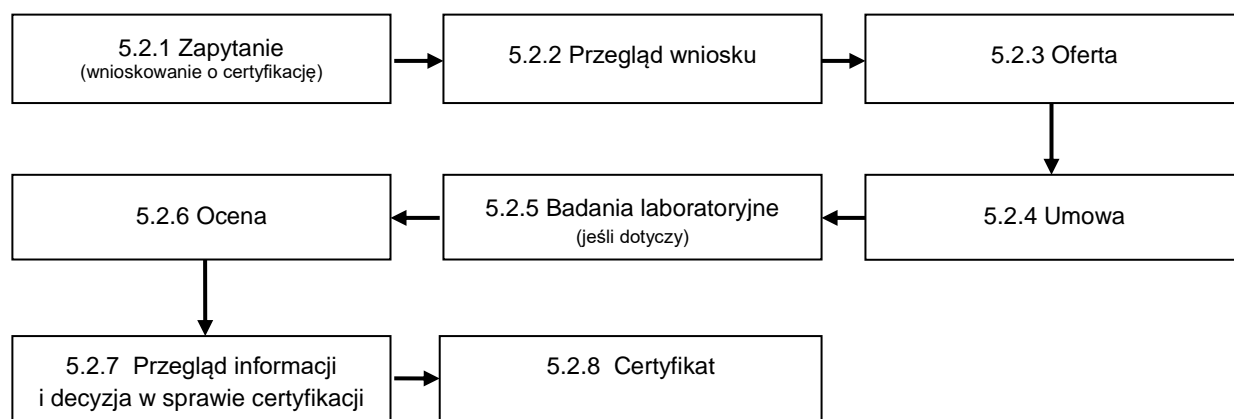 5.2.1 Zapytanie
(wnioskowanie o certyfikację)
5.2.2 Przegląd wniosku
5.2.3 Oferta
5.2.4 Umowa
5.2.5 Badania laboratoryjne
(jeśli dotyczy)
5.2.6 Ocena
5.2.7 Przegląd informacji
i decyzja w sprawie certyfikacji
5.2.8 Certyfikat